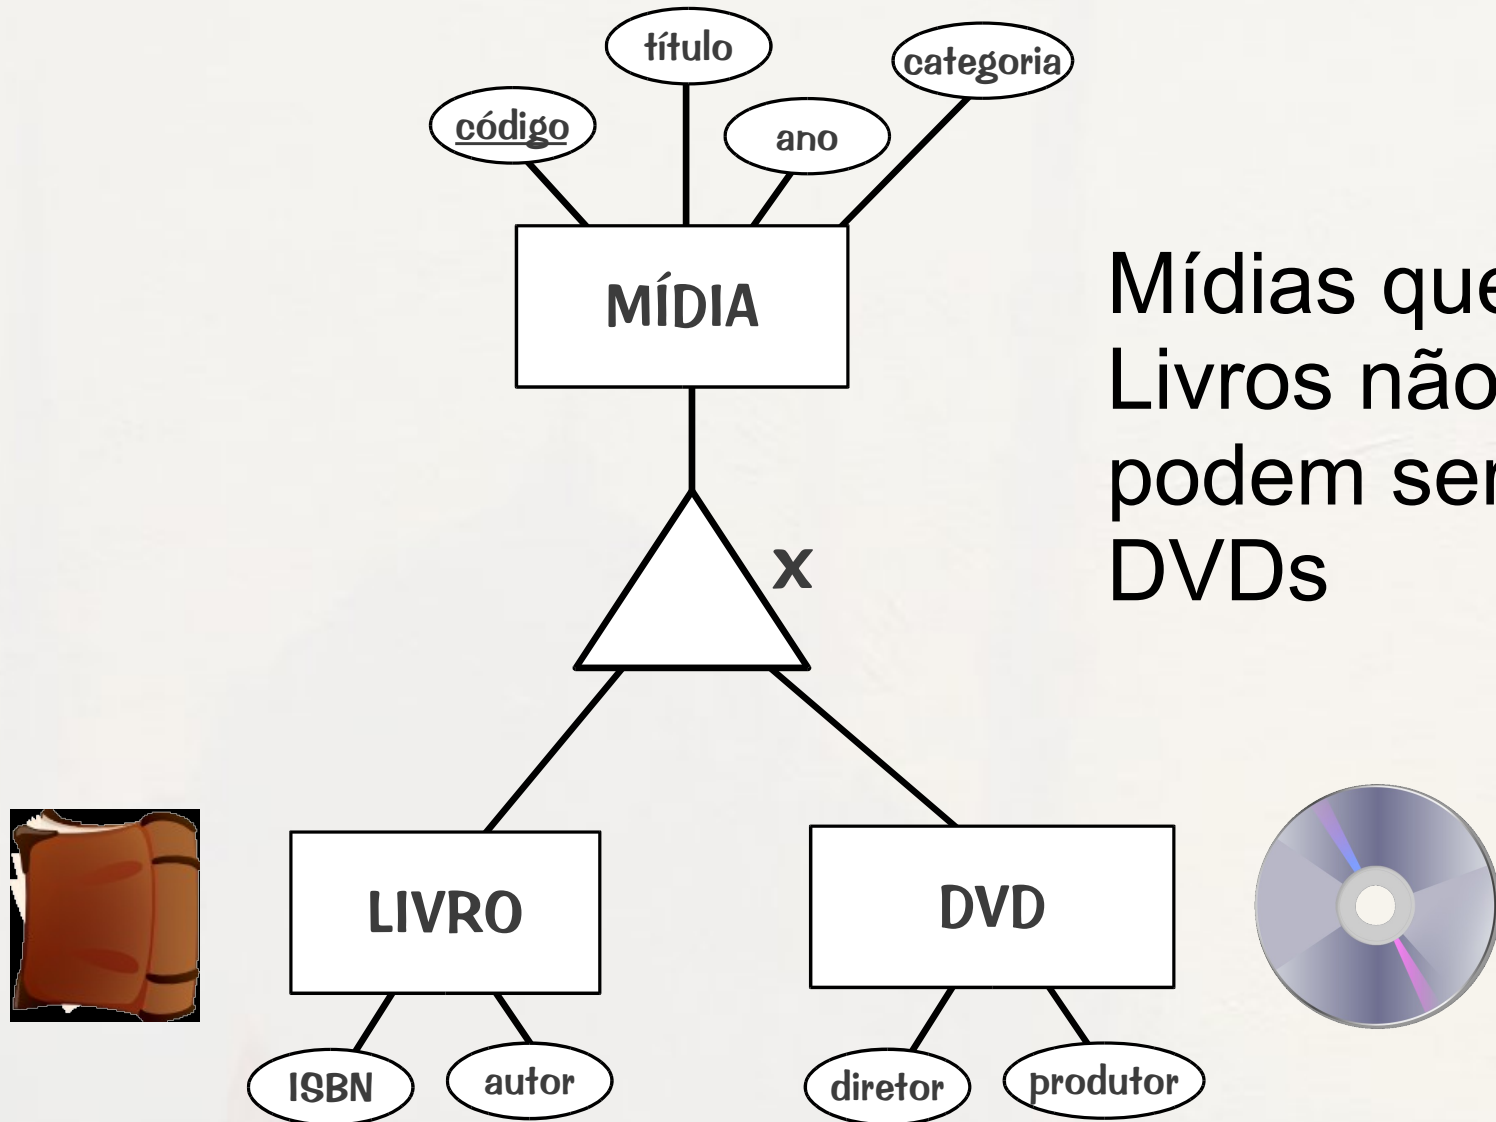 título
categoria
código
ano
MÍDIA
Mídias que
Livros não
podem ser
DVDs
X
LIVRO
DVD
ISBN
autor
diretor
produtor